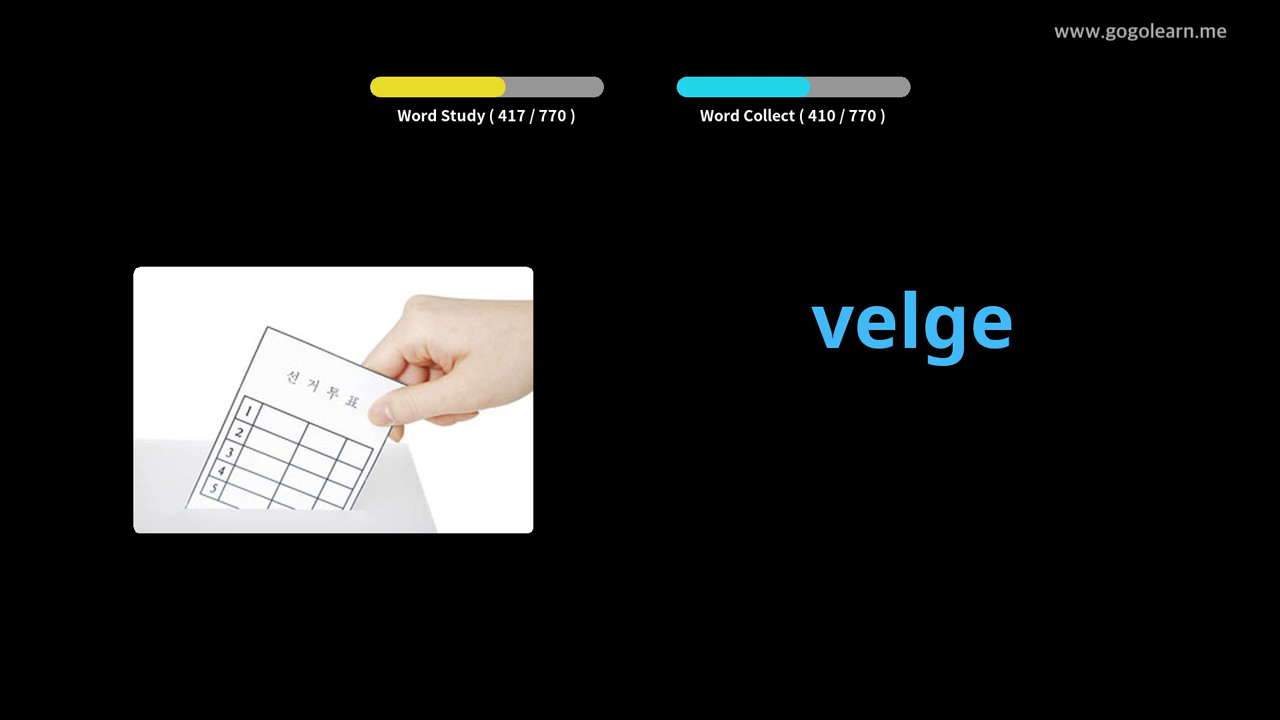 www.gogolearn.me
Word Study ( 417 / 770 )
Word Collect ( 410 / 770 )
velge
선거투표
1
2
3
4
5